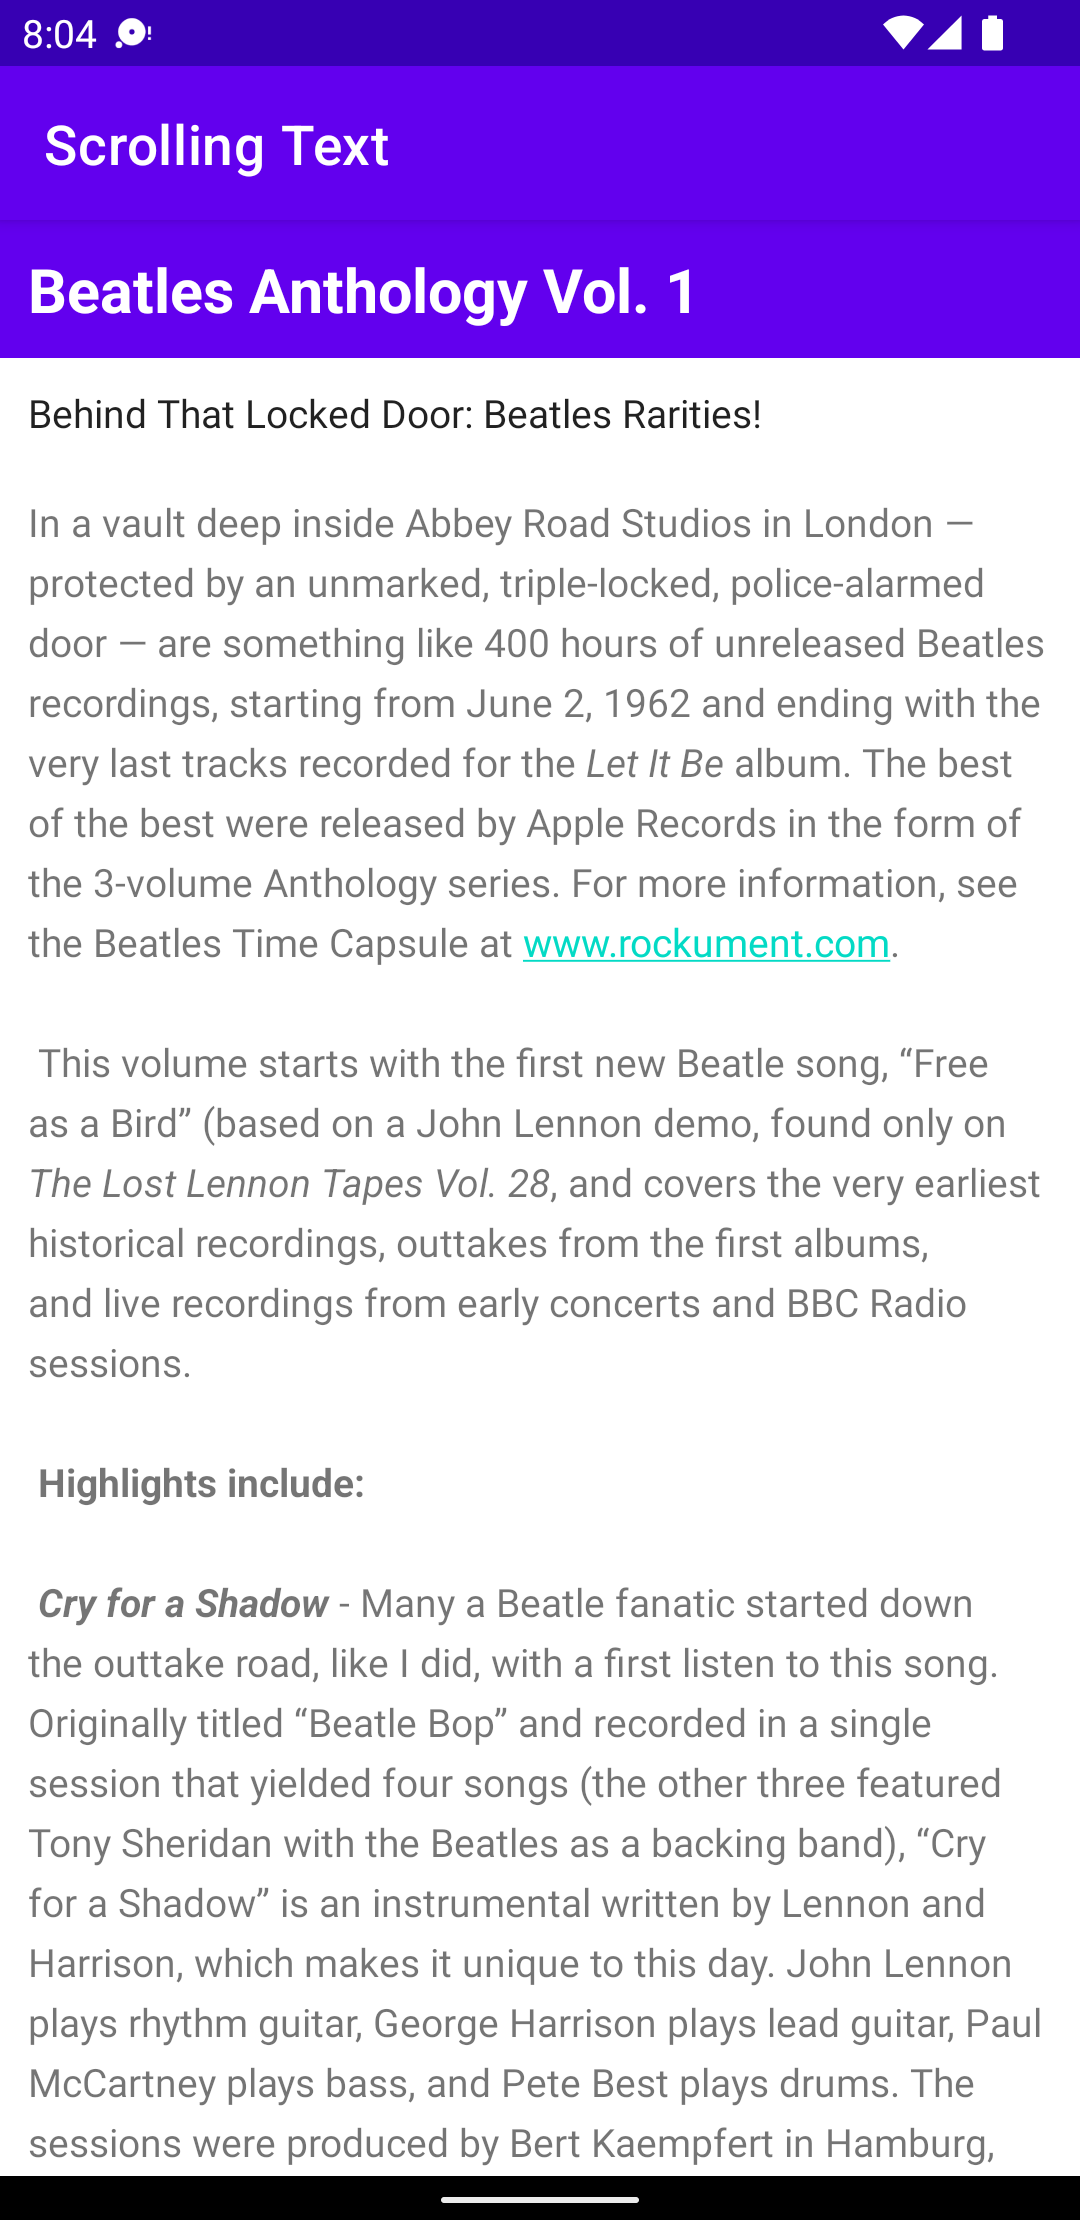 8:04
Scrolling Text
Beatles Anthology Vol. 1
Behind That Locked Door: Beatles Rarities!
In a vault deep inside Abbey Road Studios in London —
protected by an unmarked, triple-locked, police-alarmed
door — are something like 400 hours of unreleased Beatles
recordings, starting from June 2, 1962 and ending with the
very last tracks recorded for the Let It Be album. The best
of the best were released by Apple Records in the form of
the 3-volume Anthology series. For more information, see
the Beatles Time Capsule at www.rockument.com.
This volume starts with the first new Beatle song, “Free
as a Bird” (based on a John Lennon demo, found only on
The Lost Lennon Tapes Vol. 28, and covers the very earliest
historical recordings, outtakes from the first albums,
and live recordings from early concerts and BBC Radio
sessions.
Highlights include:
Cry for a Shadow - Many a Beatle fanatic started down
the outtake road, like I did, with a first listen to this song.
Originally titled “Beatle Bop” and recorded in a single
session that yielded four songs (the other three featured
Tony Sheridan with the Beatles as a backing band), “Cry
for a Shadow” is an instrumental written by Lennon and
Harrison, which makes it unique to this day. John Lennon
plays rhythm guitar, George Harrison plays lead guitar, Paul
McCartney plays bass, and Pete Best plays drums. The
sessions were produced by Bert Kaempfert in Hamburg,